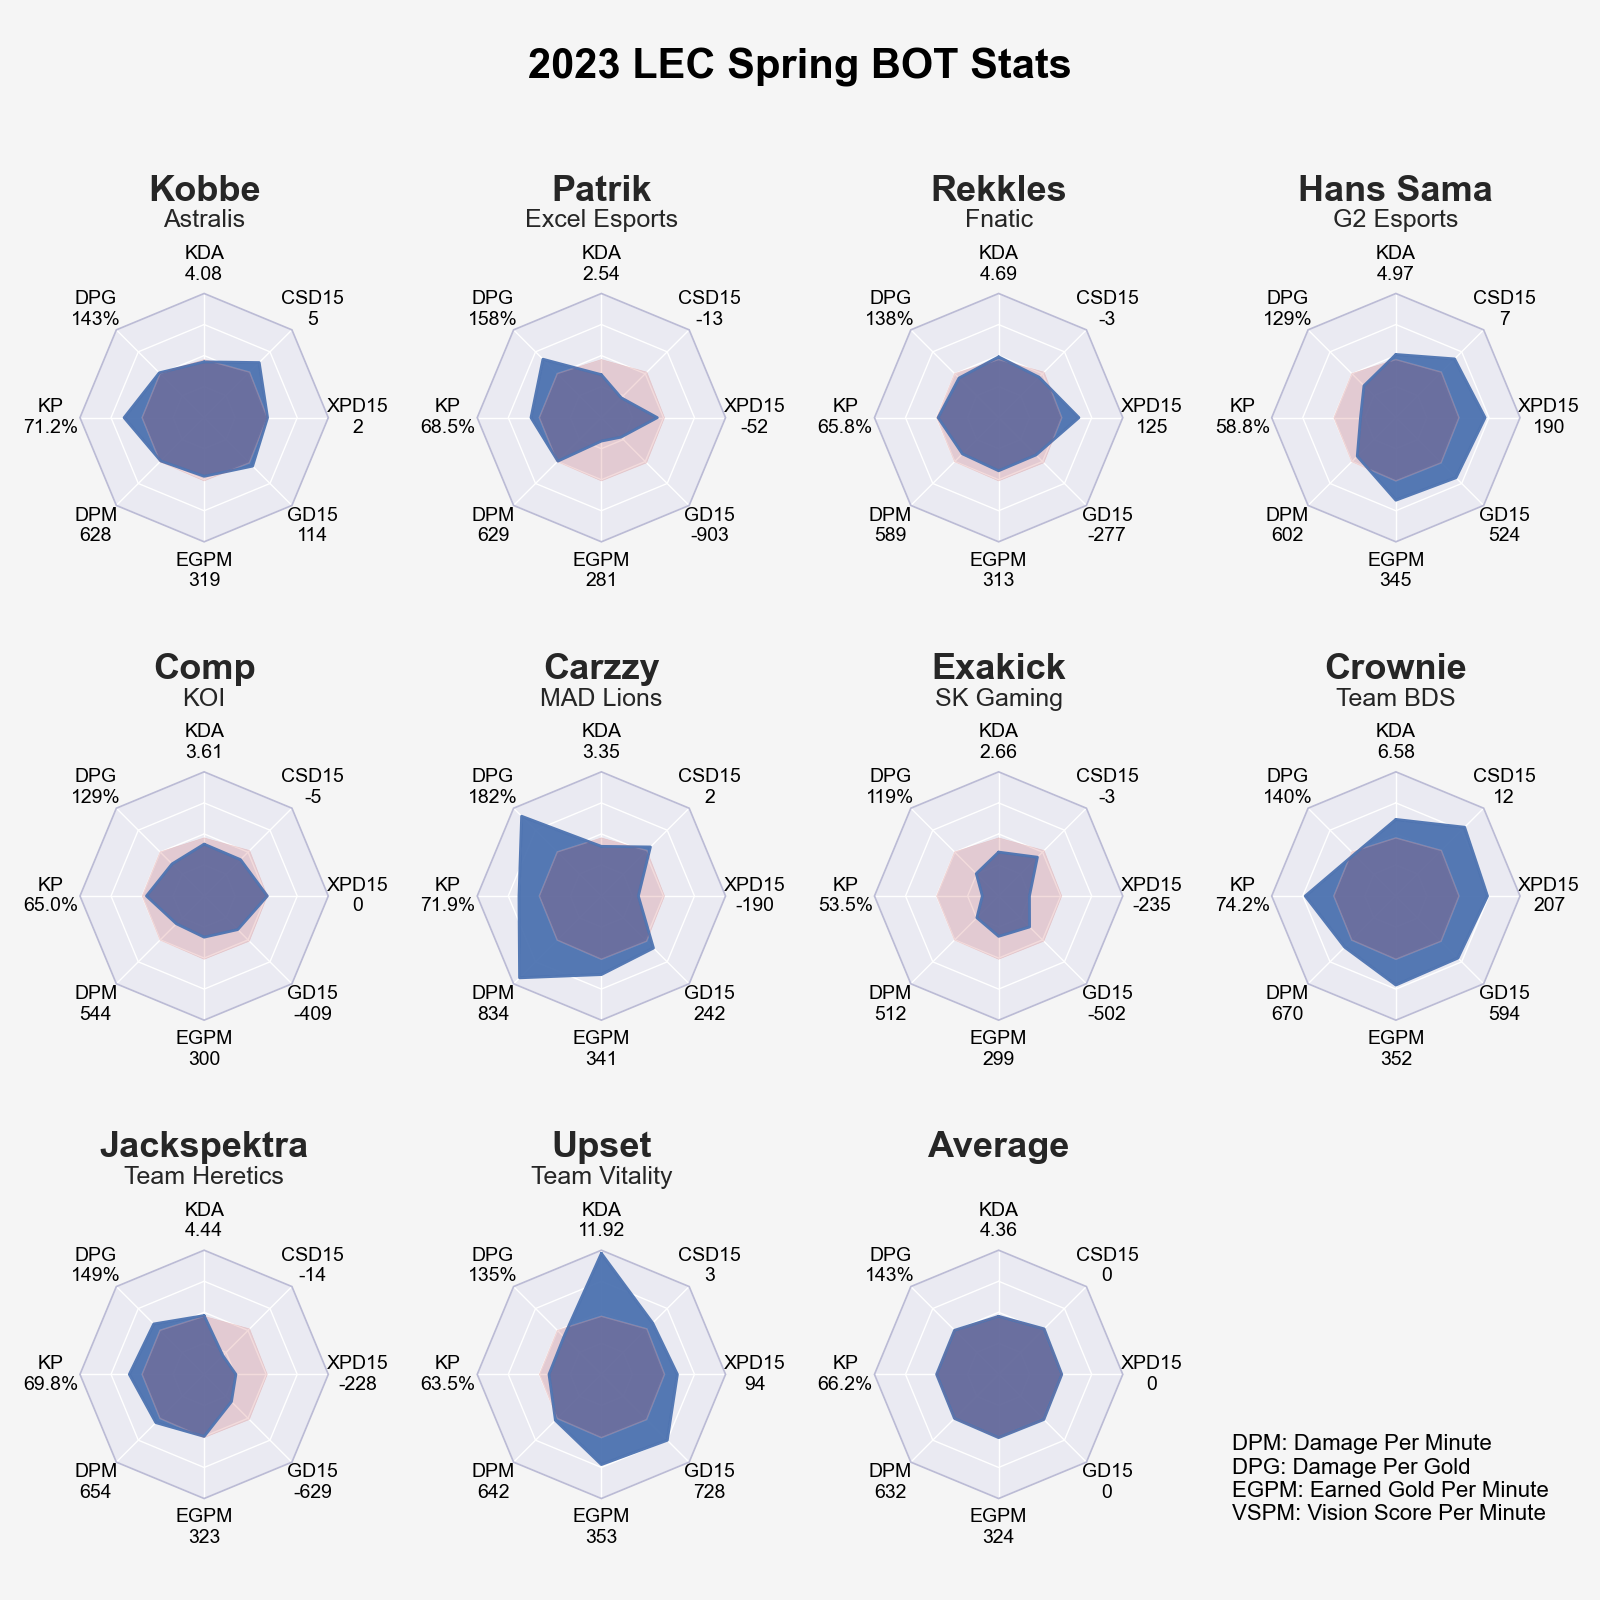 2023 LEC Spring BOT Stats
Kobbe
Astralis
KDA
4.08
DPG
143%
CSD15
5
KP
71.2%
XPD15
2
DPM
628
GD15
114
EGPM
319
Patrik
Excel Esports
KDA
2.54
DPG
158%
CSD15
-13
KP
68.5%
XPD15
-52
DPM
629
GD15
-903
EGPM
281
Rekkles
Fnatic
KDA
4.69
DPG
138%
CSD15
-3
KP
65.8%
XPD15
125
DPM
589
GD15
-277
EGPM
313
Hans Sama
G2 Esports
KDA
4.97
DPG
129%
CSD15
7
KP
58.8%
XPD15
190
DPM
602
GD15
524
EGPM
345
Comp
KOI
KDA
3.61
DPG
129%
CSD15
-5
KP
65.0%
XPD15
0
DPM
544
GD15
-409
EGPM
300
Carzzy
MAD Lions
KDA
3.35
DPG
182%
CSD15
2
KP
71.9%
XPD15
-190
DPM
834
GD15
242
EGPM
341
Exakick
SK Gaming
KDA
2.66
DPG
119%
CSD15
-3
KP
53.5%
XPD15
-235
DPM
512
GD15
-502
EGPM
299
Crownie
Team BDS
KDA
6.58
DPG
140%
CSD15
12
KP
74.2%
XPD15
207
DPM
670
GD15
594
EGPM
352
Jackspektra
Team Heretics
KDA
4.44
DPG
149%
CSD15
-14
KP
69.8%
XPD15
-228
DPM
654
GD15
-629
EGPM
323
Upset
Team Vitality
KDA
11.92
DPG
135%
CSD15
3
KP
63.5%
XPD15
94
DPM
642
GD15
728
EGPM
353
Average
KDA
4.36
DPG
143%
CSD15
0
KP
66.2%
XPD15
0
DPM
632
GD15
0
EGPM
324
DPM: Damage Per Minute
DPG: Damage Per Gold
EGPM: Earned Gold Per Minute
VSPM: Vision Score Per Minute